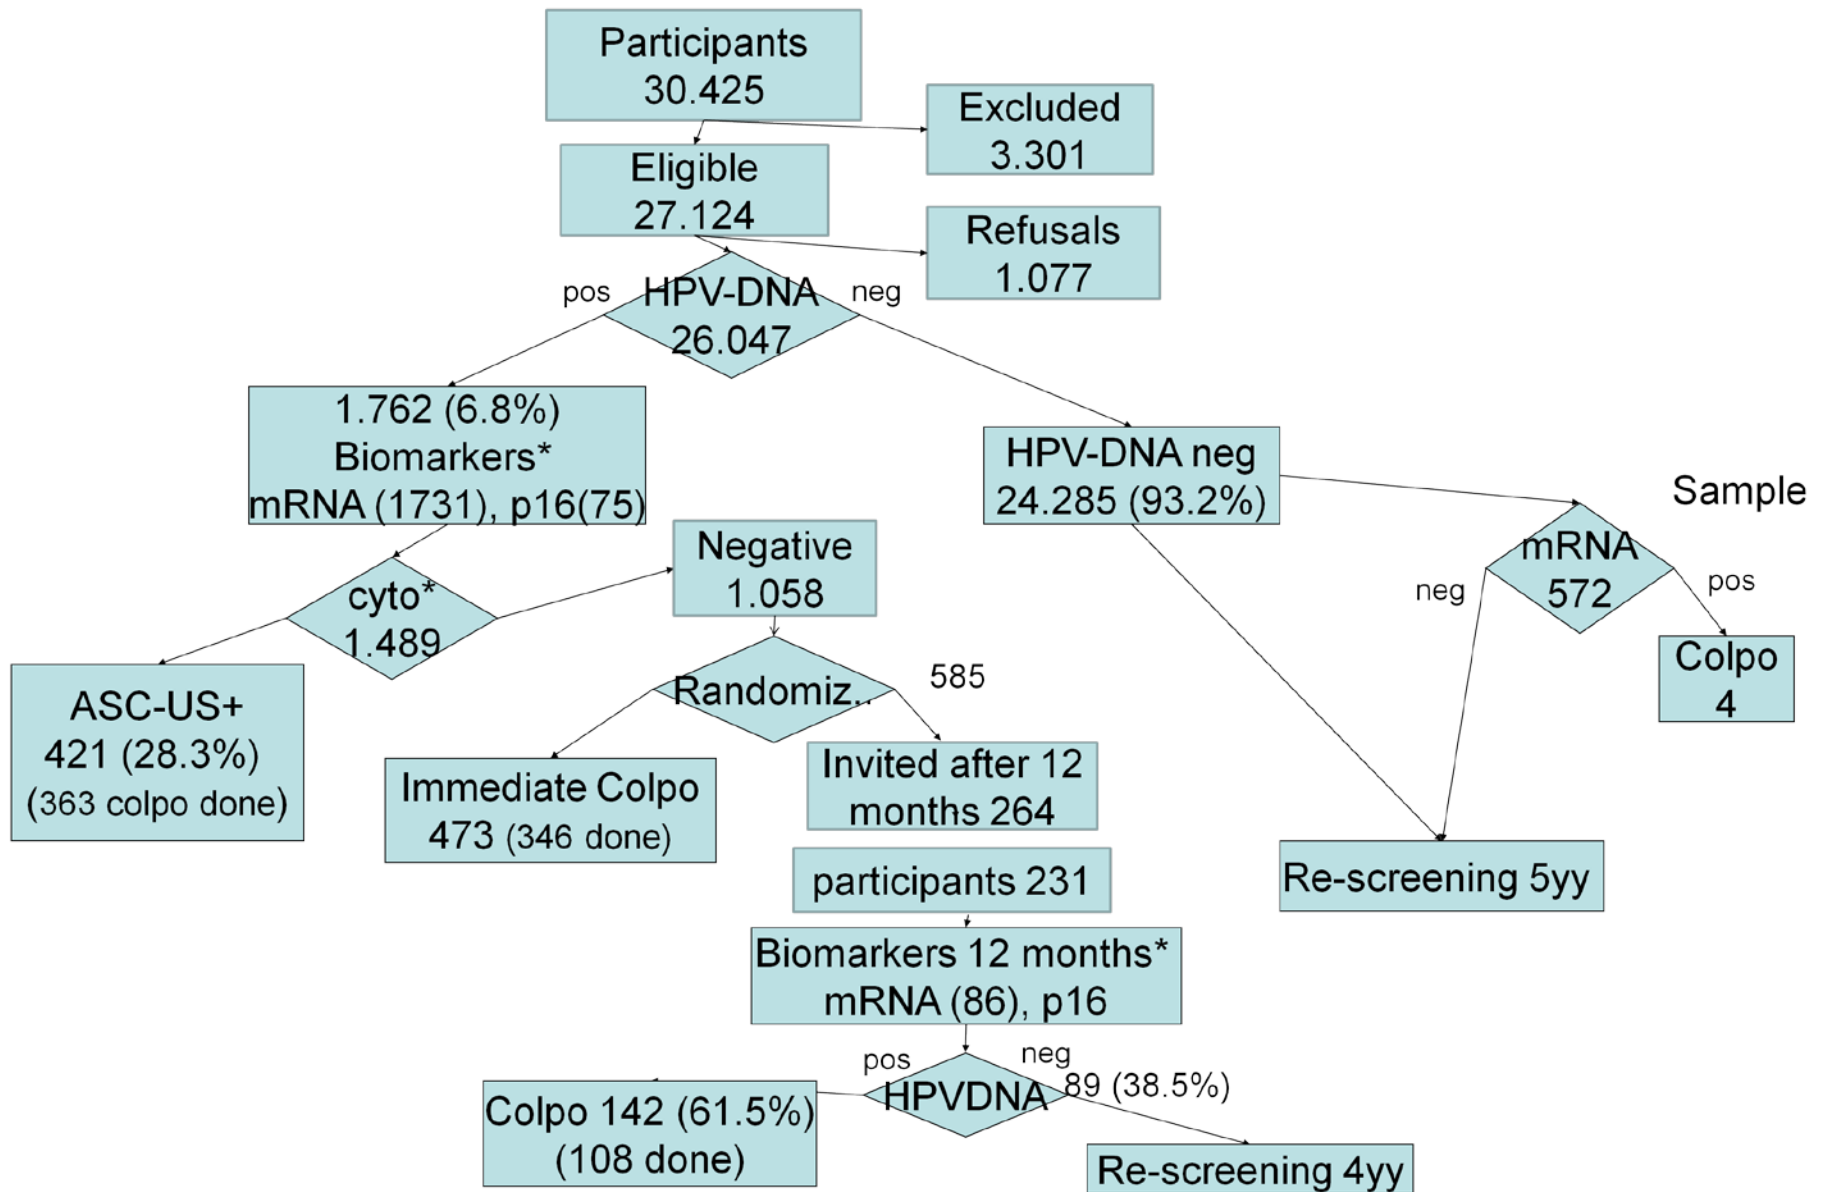 Participants
30.425
Excluded
3.301
Eligible
27.124
Refusals
1.077
pos
HPV-DNA
26.047
neg
1.762 (6.8%)
Biomarkers*
mRNA (1731), p16(75)
HPV-DNA neg
24.285 (93.2%)
Sample
mRNA
572
neg
pos
Colpo
4
cyto*
1.489
Negative
1.058
ASC-US+
421 (28.3%)
(363 colpo done)
Randomiz..
585
Immediate Colpo
473 (346 done)
Invited after 12
months 264
Re-screening 5yy
participants 231
Biomarkers 12 months*
mRNA (86), p16
pos
HPVDNA
neg
89 (38.5%)
Colpo 142 (61.5%)
(108 done)
Re-screening 4yy